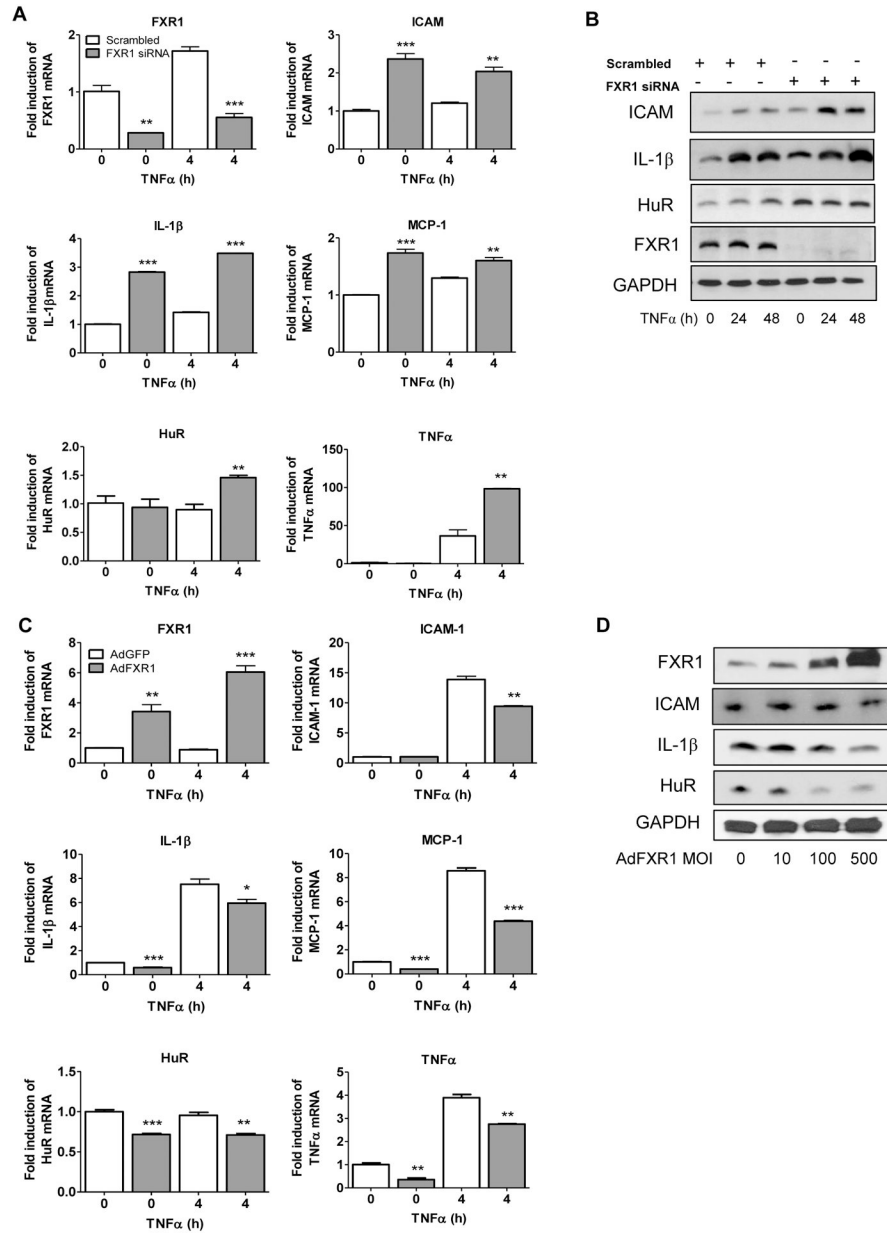 A
FXR1
Fold induction of
FXR1 mRNA
2
1
0
Scrambled
FXR1 siRNA
**
***
0 0 4 4
TNFα (h)
ICAM
Fold induction of
ICAM mRNA
3
2
1
0
***
**
0 0 4 4
TNFα (h)
IL-1β
Fold induction of
IL-1β mRNA
4
3
2
1
0
***
***
0 0 4 4
TNFα (h)
MCP-1
Fold induction of
MCP-1 mRNA
2.0
1.5
1.0
0.5
0.0
***
**
0 0 4 4
TNFα (h)
HuR
Fold induction of
HuR mRNA
2.0
1.5
1.0
0.5
0.0
**
0 0 4 4
TNFα (h)
TNFα
Fold induction of
TNFα mRNA
100
75
50
25
0
**
0 0 4 4
TNFα (h)
B
Scrambled + + + - - -
FXR1 siRNA - - - + + +
ICAM
IL-1β
HuR
FXR1
GAPDH
TNFα (h) 0 24 48 0 24 48
C
FXR1
Fold induction of
FXR1 mRNA
8
6
4
2
0
AdGFP
AdFXR1
**
***
0 0 4 4
TNFα (h)
ICAM-1
Fold induction of
ICAM-1 mRNA
20
15
10
5
0
**
0 0 4 4
TNFα (h)
IL-1β
Fold induction of
IL-1β mRNA
10
8
6
4
2
0
***
*
0 0 4 4
TNFα (h)
MCP-1
Fold induction of
MCP-1 mRNA
10
8
6
4
2
0
***
***
0 0 4 4
TNFα (h)
HuR
Fold induction of
HuR mRNA
1.5
1.0
0.5
0.0
***
**
0 0 4 4
TNFα (h)
TNFα
Fold induction of
TNFα mRNA
5
4
3
2
1
0
**
**
0 0 4 4
TNFα (h)
D
FXR1
ICAM
IL-1β
HuR
GAPDH
AdFXR1 MOI 0 10 100 500